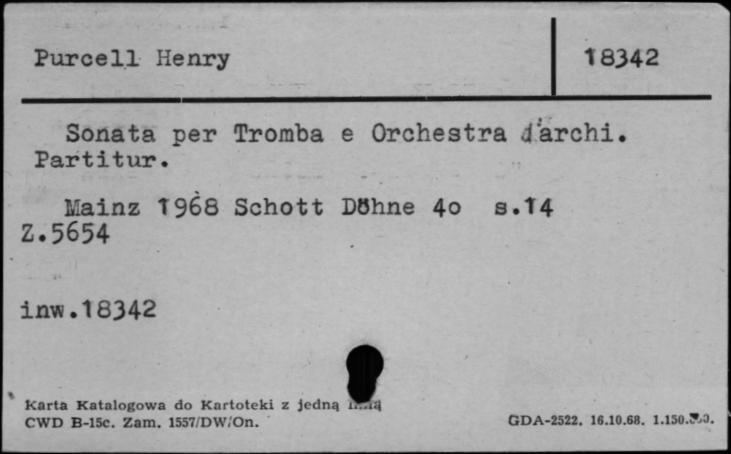 Purcell Henry 18342
Sonata per Tromba e Orchestra d'archi.
Partitur.
Mainz 1968 Schott Döhne 4o s.14
Z.5654
inw.18342
Karta Katalogowa do Kartoteki z jedną
CWD B-15c. Zam. 1557/DW/On.
GDA-2522. 16.10.68.